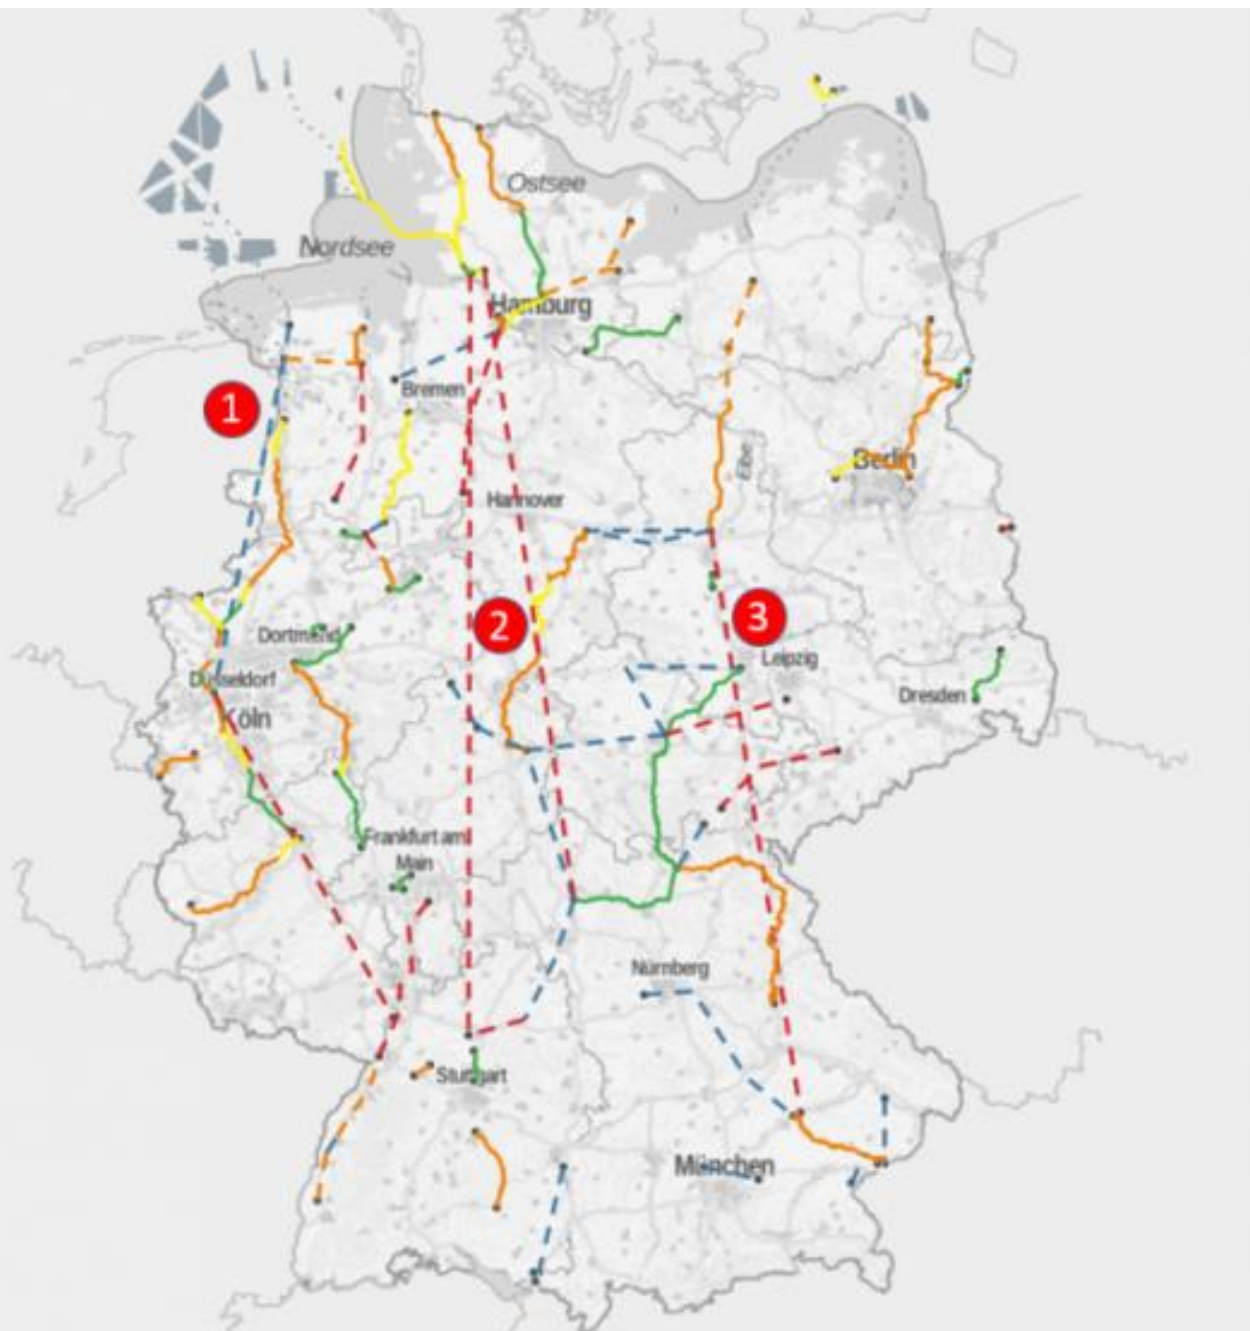 Ostsee
Nordsee
Hamburg
1
Bremen
Elbe
Berlin
Hannover
2
3
Dortmund
Leipzig
Düsseldorf
Dresden
Köln
Frankfurt am
Main
Nürnberg
Stuttgart
München